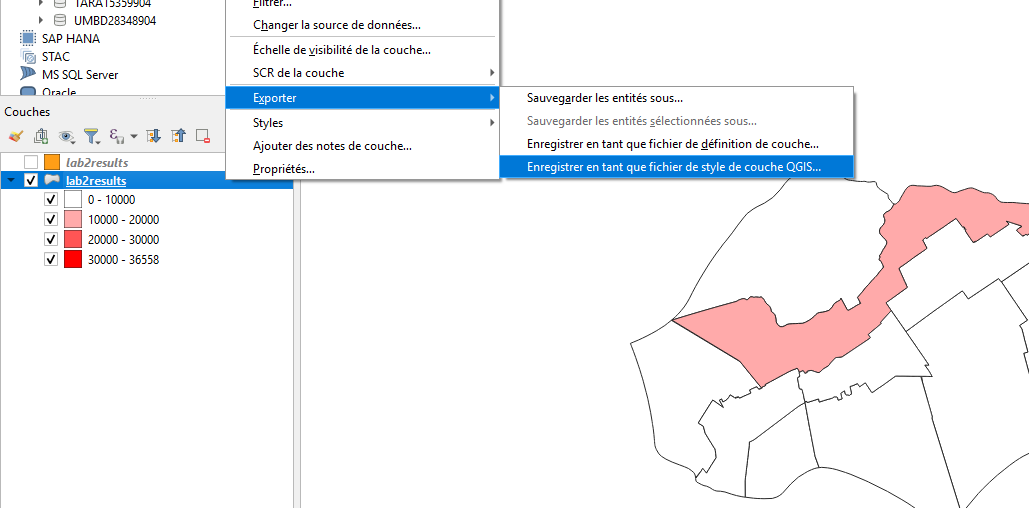 TARA15359904
UMBD28348904
SAP HANA
STAC
MS SQL Server
Oracle
Couches
lab2results
lab2results
0 - 10000
10000 - 20000
20000 - 30000
30000 - 36558
Filtrer...
Changer la source de données...
Échelle de visibilité de la couche...
SCR de la couche
Exporter
Styles
Ajouter des notes de couche...
Propriétés...
Sauvegarder les entités sous...
Sauvegarder les entités sélectionnées sous...
Enregistrer en tant que fichier de définition de couche...
Enregistrer en tant que fichier de style de couche QGIS...